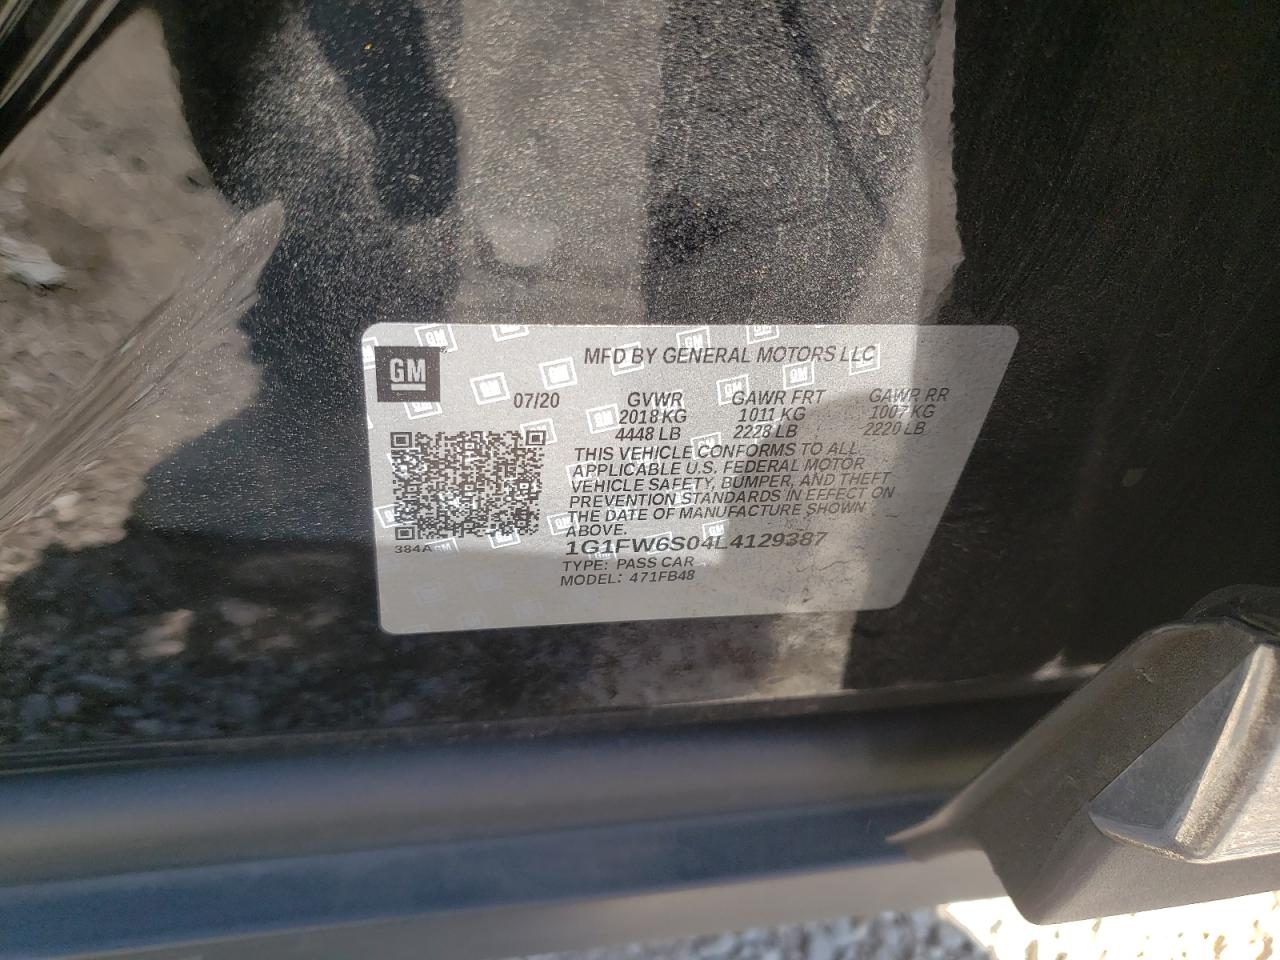 GM
MFD BY GENERAL MOTORS LLC
07/20 GVWR GAWR FRT GAWR RR
2018 KG 1011 KG 1007 KG
4448 LB 2228 LB 2220 LB
THIS VEHICLE CONFORMS TO ALL
APPLICABLE U.S. FEDERAL MOTOR
VEHICLE SAFETY, BUMPER, AND THEFT
PREVENTION STANDARDS IN EFFECT ON
THE DATE OF MANUFACTURE SHOWN
ABOVE.
384A
1G1FW6S04L4129387
TYPE: PASS CAR
MODEL: 471FB48